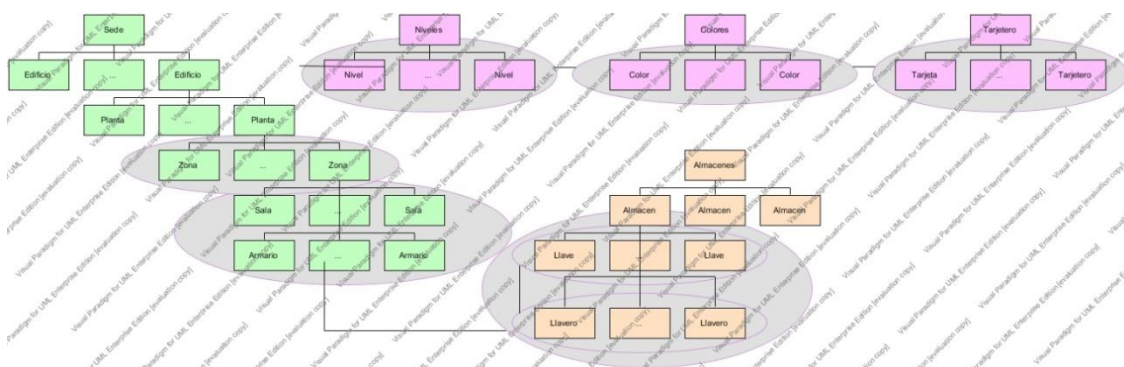 Sede
Niveles
Colores
Tarjetero
Edificio ... Edificio
Nivel ... Nivel
Color ... Color
Tarjeta ... Tarjetero
Planta ... Planta
Zona ... Zona
Almacenes
Sala ... Sala
Almacen Almacen Almacen
Armario ... Armario
Llave ... Llave
Llavero ... Llavero
Visual Paradigm for UML Enterprise Edition [evaluation copy]